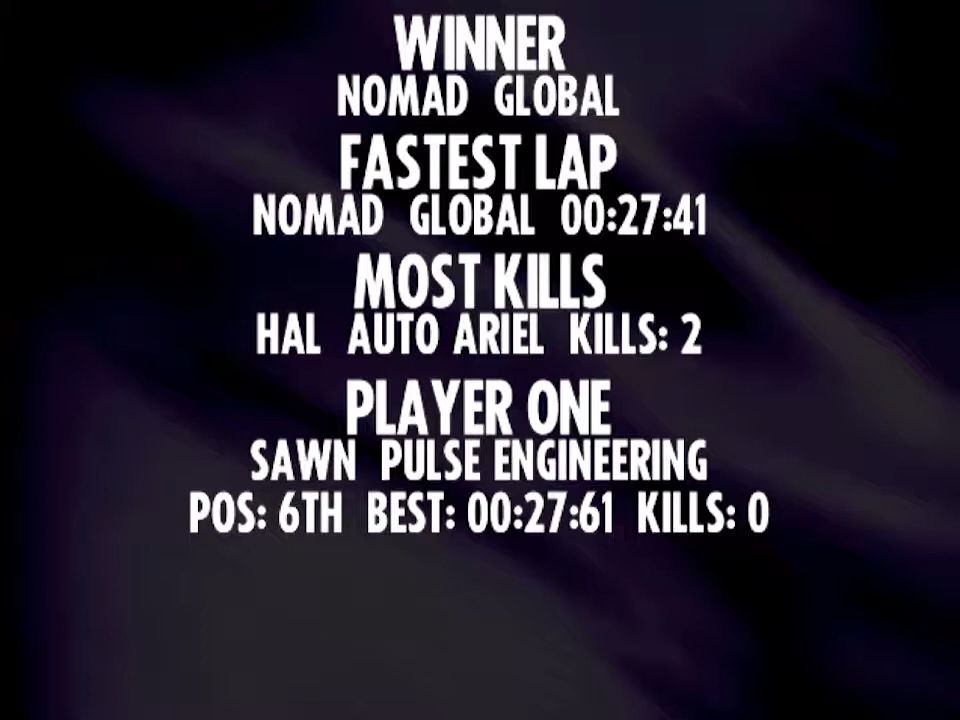 WINNER
NOMAD GLOBAL
FASTEST LAP
NOMAD GLOBAL 00:27:41
MOST KILLS
HAL AUTO ARIEL KILLS: 2
PLAYER ONE
SAWN PULSE ENGINEERING
POS: 6TH BEST: 00:27:61 KILLS: 0